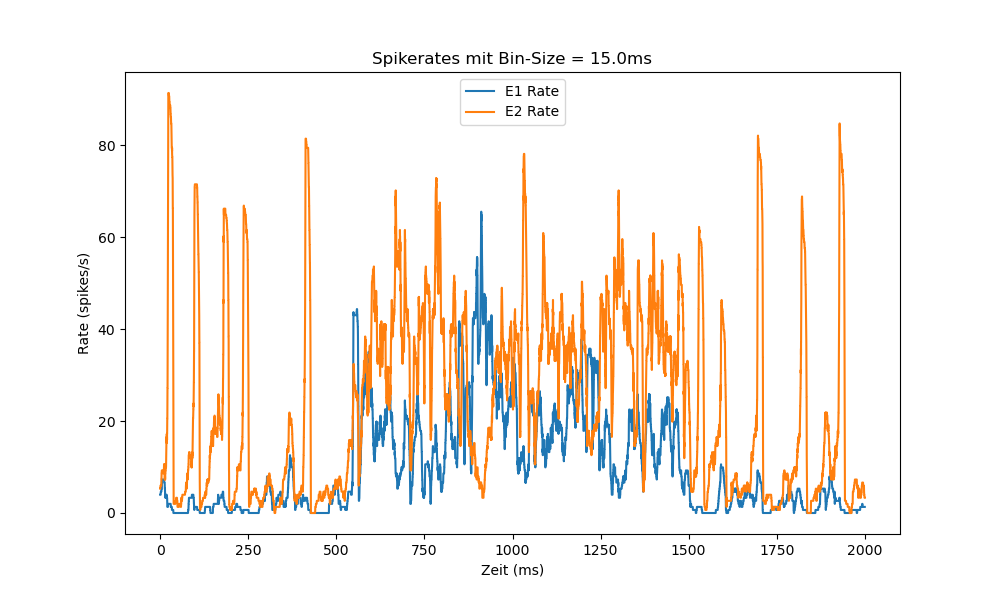 Spikerates mit Bin-Size = 15.0ms
E1 Rate
E2 Rate
80
60
40
20
0
Rate (spikes/s)
0 250 500 750 1000 1250 1500 1750 2000
Zeit (ms)